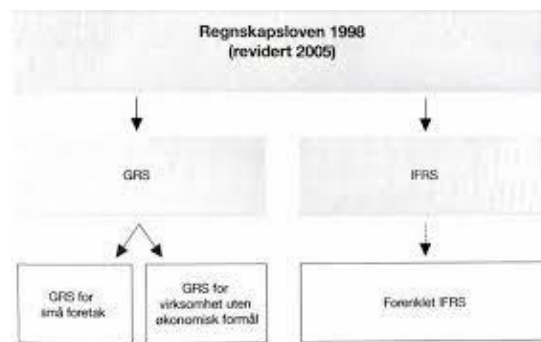 Regnskapsloven 1998
(revidert 2005)
GRS
IFRS
GRS for
små foretak
GRS for
virksomhet uten
økonomisk formål
Forenklet IFRS